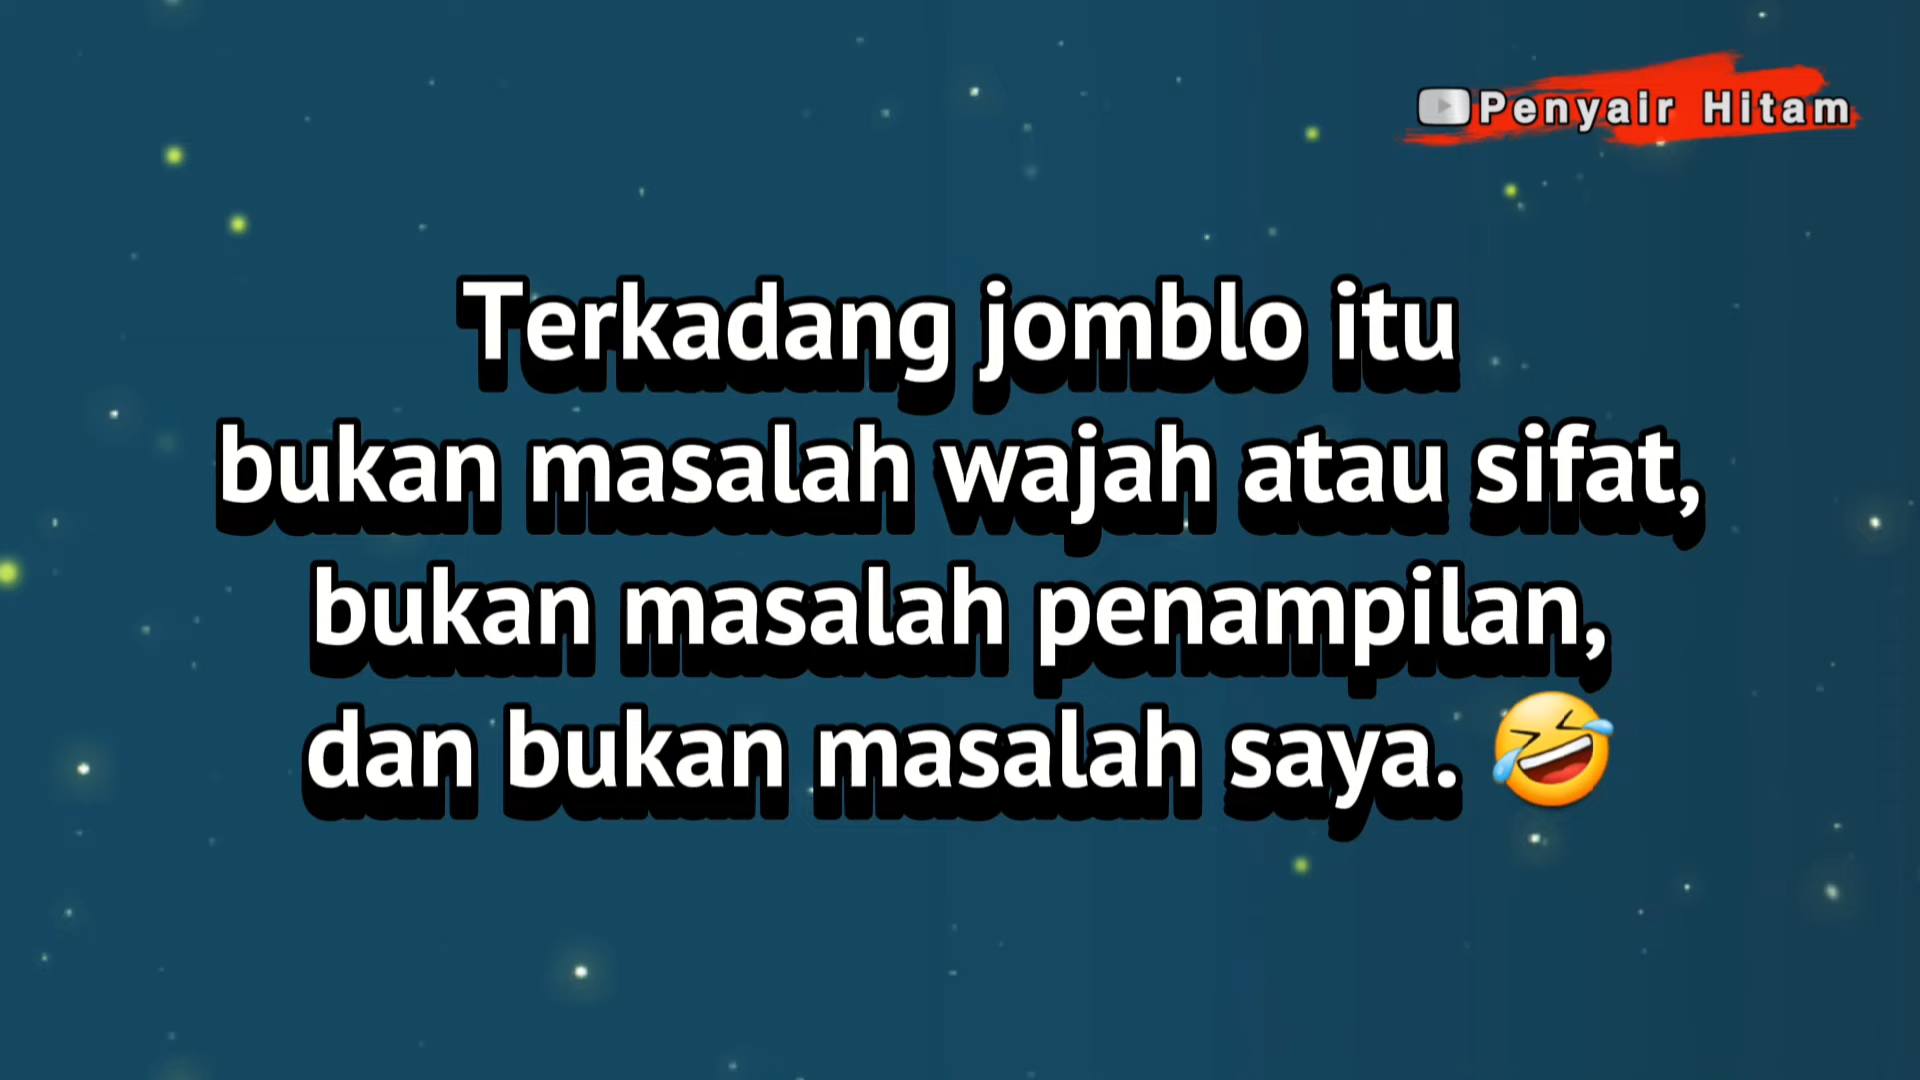 Penyair Hitam
Terkadang jomblo itu
bukan masalah wajah atau sifat,
bukan masalah penampilan,
dan bukan masalah saya. 🤣